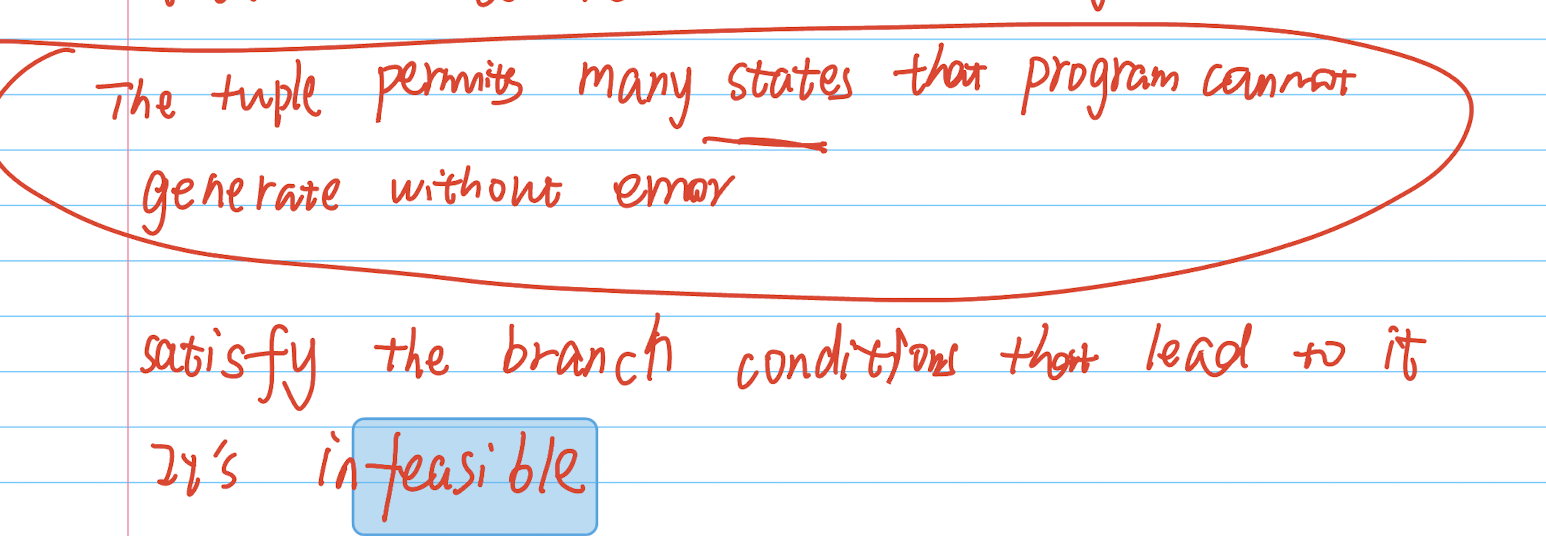 The tuple permits many states that program cannot
generate without error
satisfy the branch conditions that lead to it
It's infeasible